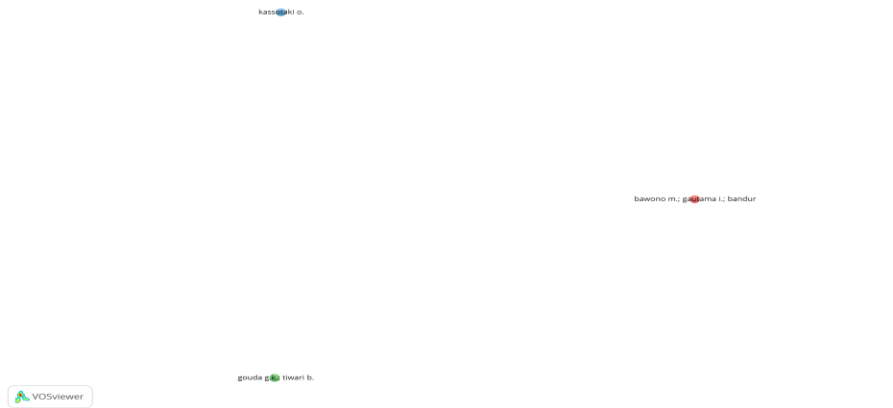 kassotaki o.
bawono m.; gautama i.; bandur
gouda g.k.; tiwari b.
VOSviewer